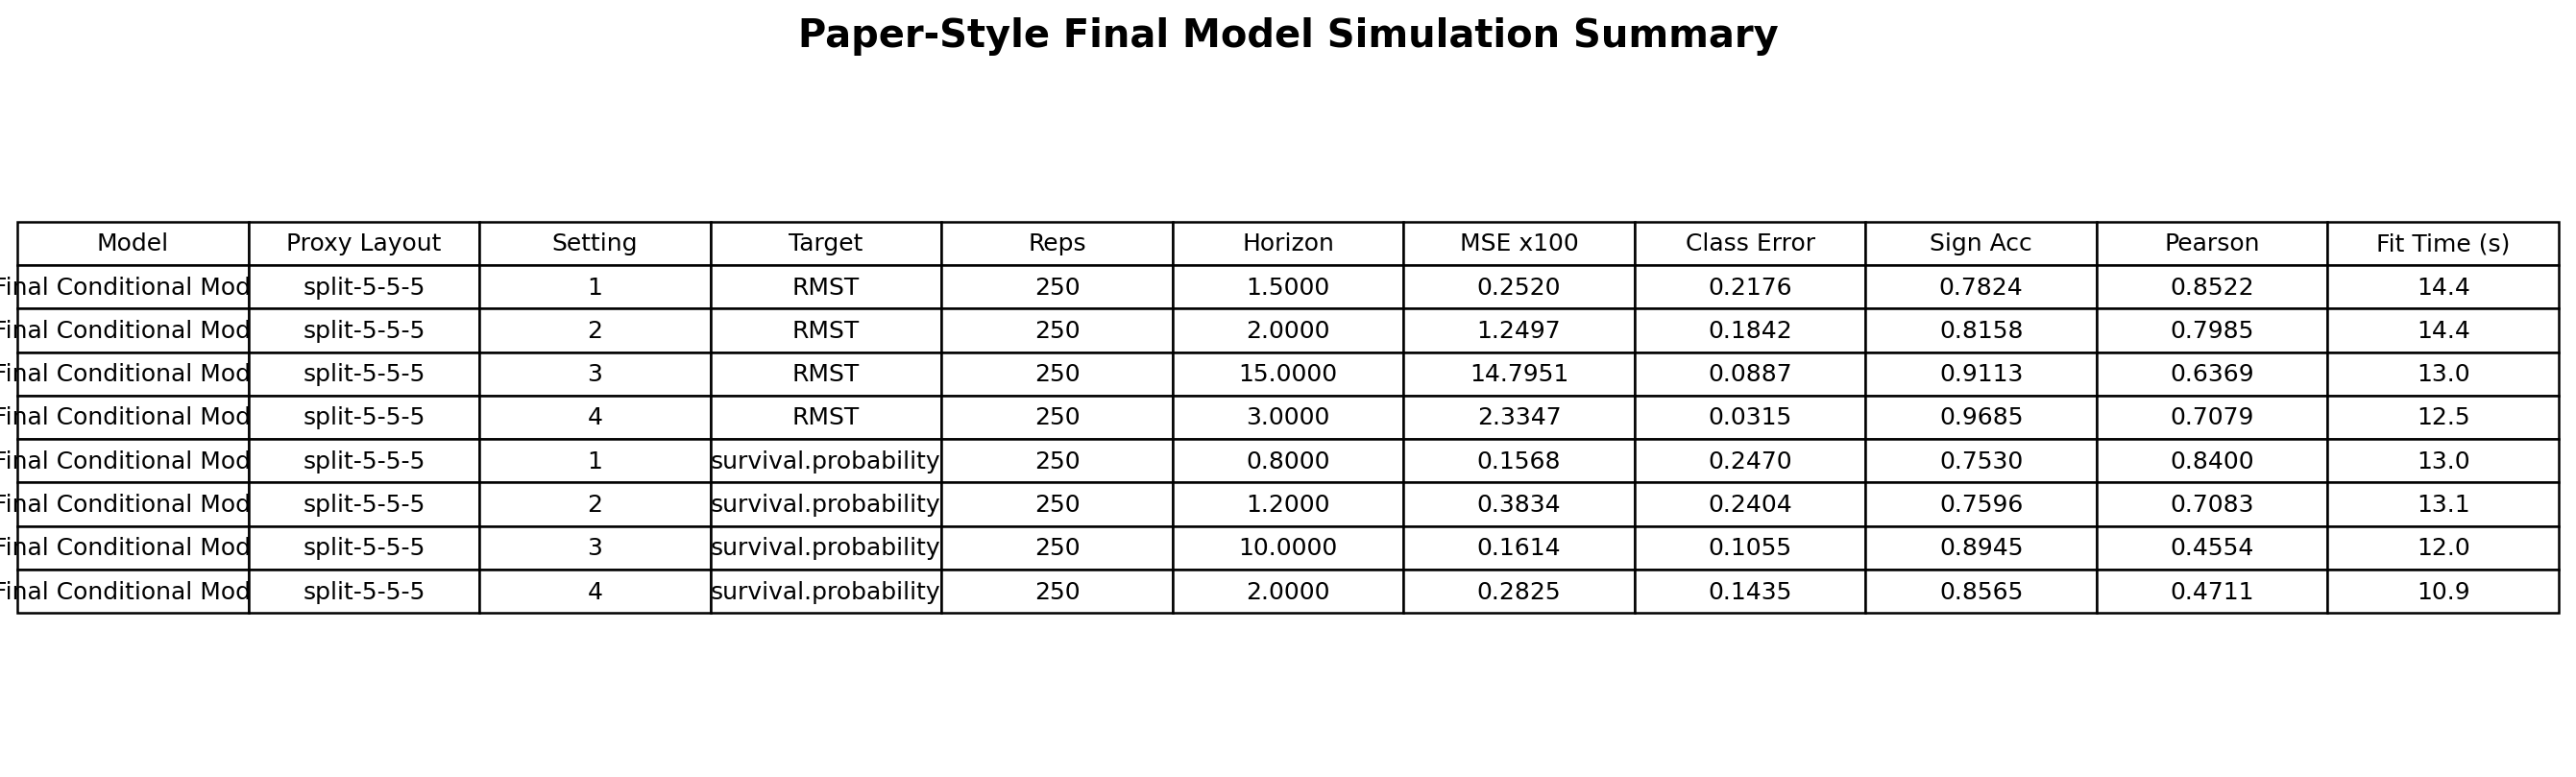 Paper-Style Final Model Simulation Summary
Model Proxy Layout Setting Target Reps Horizon MSE x100 Class Error Sign Acc Pearson Fit Time (s)
Final Conditional Mod split-5-5-5 1 RMST 250 1.5000 0.2520 0.2176 0.7824 0.8522 14.4
Final Conditional Mod split-5-5-5 2 RMST 250 2.0000 1.2497 0.1842 0.8158 0.7985 14.4
Final Conditional Mod split-5-5-5 3 RMST 250 15.0000 14.7951 0.0887 0.9113 0.6369 13.0
Final Conditional Mod split-5-5-5 4 RMST 250 3.0000 2.3347 0.0315 0.9685 0.7079 12.5
Final Conditional Mod split-5-5-5 1 survival.probability 250 0.8000 0.1568 0.2470 0.7530 0.8400 13.0
Final Conditional Mod split-5-5-5 2 survival.probability 250 1.2000 0.3834 0.2404 0.7596 0.7083 13.1
Final Conditional Mod split-5-5-5 3 survival.probability 250 10.0000 0.1614 0.1055 0.8945 0.4554 12.0
Final Conditional Mod split-5-5-5 4 survival.probability 250 2.0000 0.2825 0.1435 0.8565 0.4711 10.9